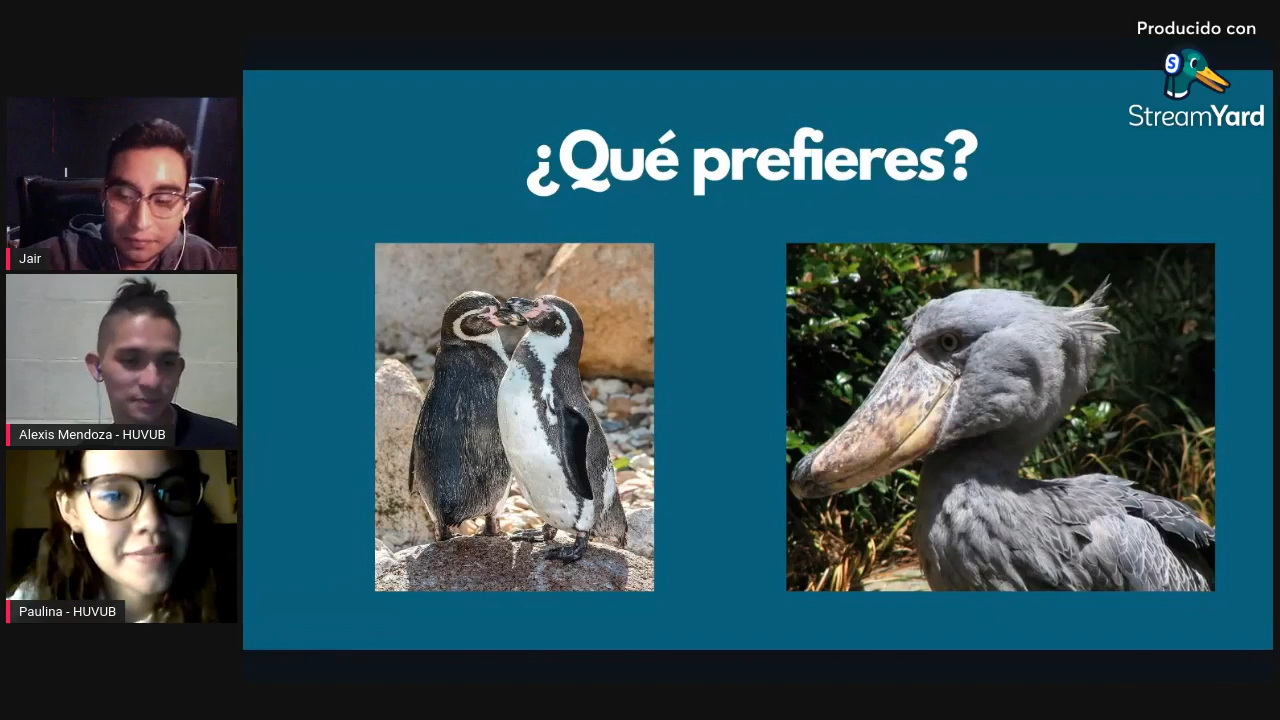 Producido con
S
StreamYard
¿Qué prefieres?
Jair
Alexis Mendoza - HUVUB
Paulina - HUVUB